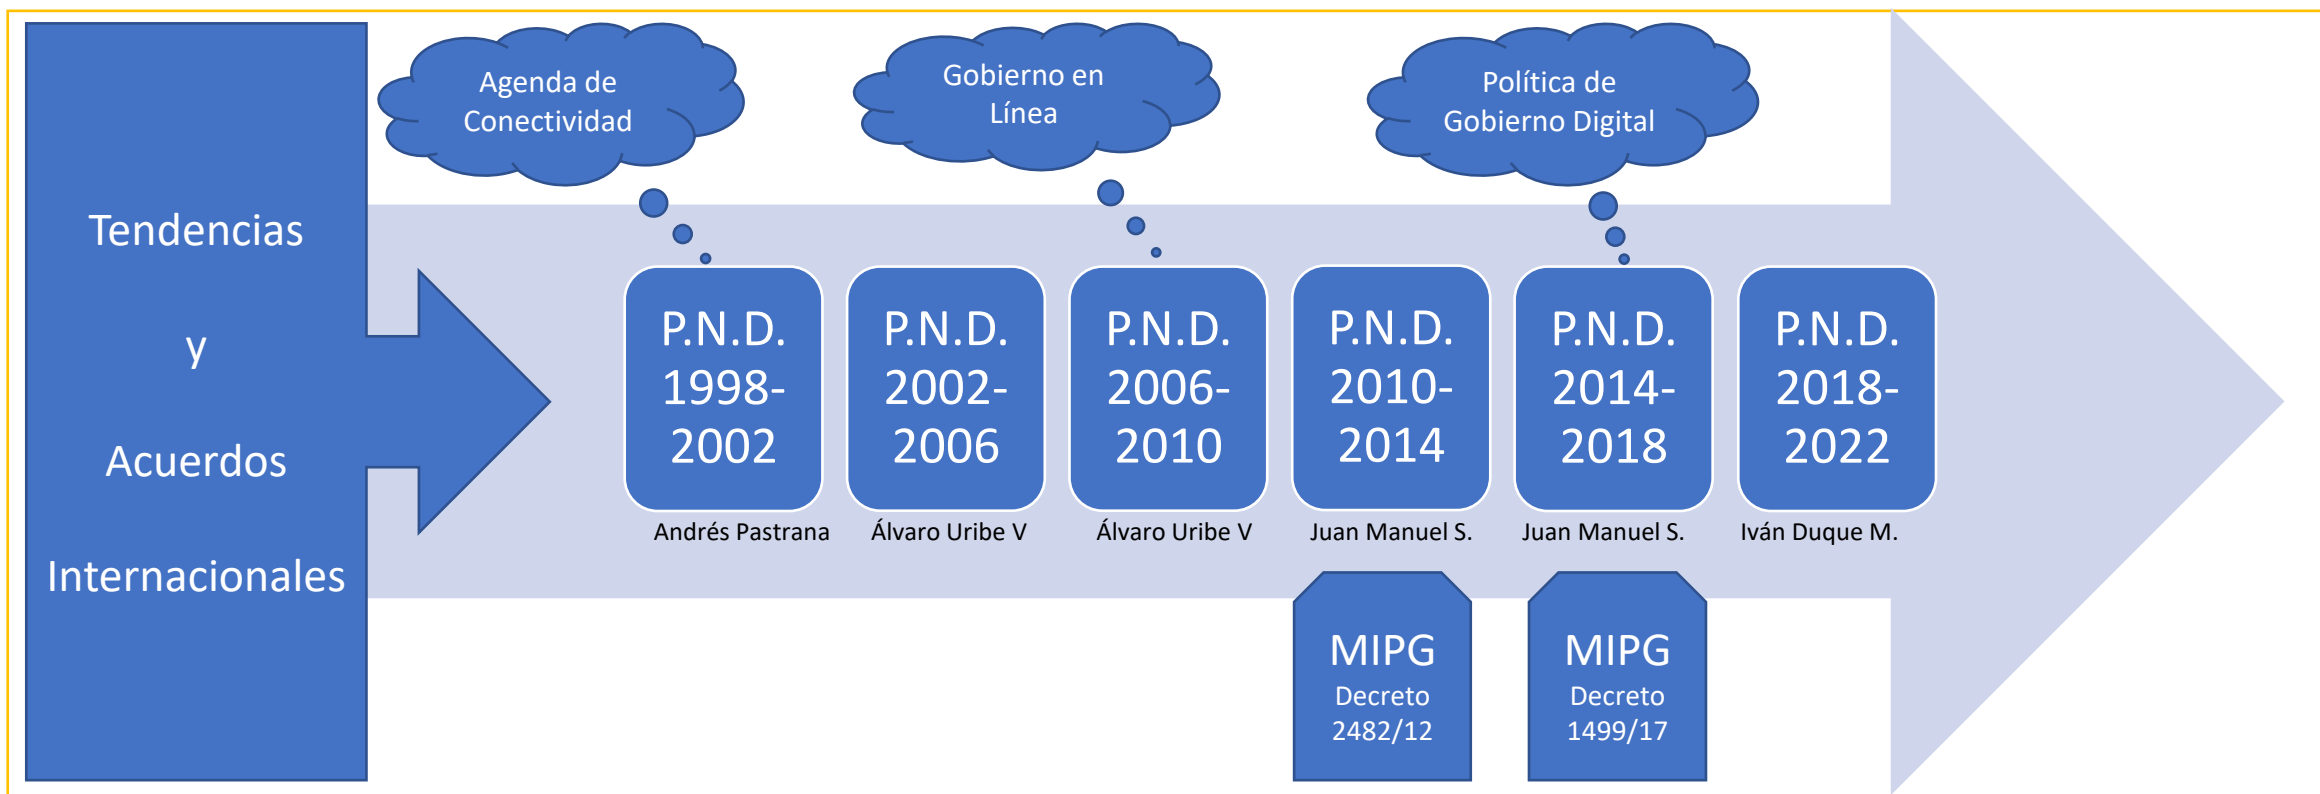 Tendencias
y
Acuerdos
Internacionales
Agenda de
Conectividad
Gobierno en
Línea
Política de
Gobierno Digital
P.N.D.
1998-
2002
Andrés Pastrana
P.N.D.
2002-
2006
Álvaro Uribe V
P.N.D.
2006-
2010
Álvaro Uribe V
P.N.D.
2010-
2014
Juan Manuel S.
P.N.D.
2014-
2018
Juan Manuel S.
P.N.D.
2018-
2022
Iván Duque M.
MIPG
Decreto
2482/12
MIPG
Decreto
1499/17